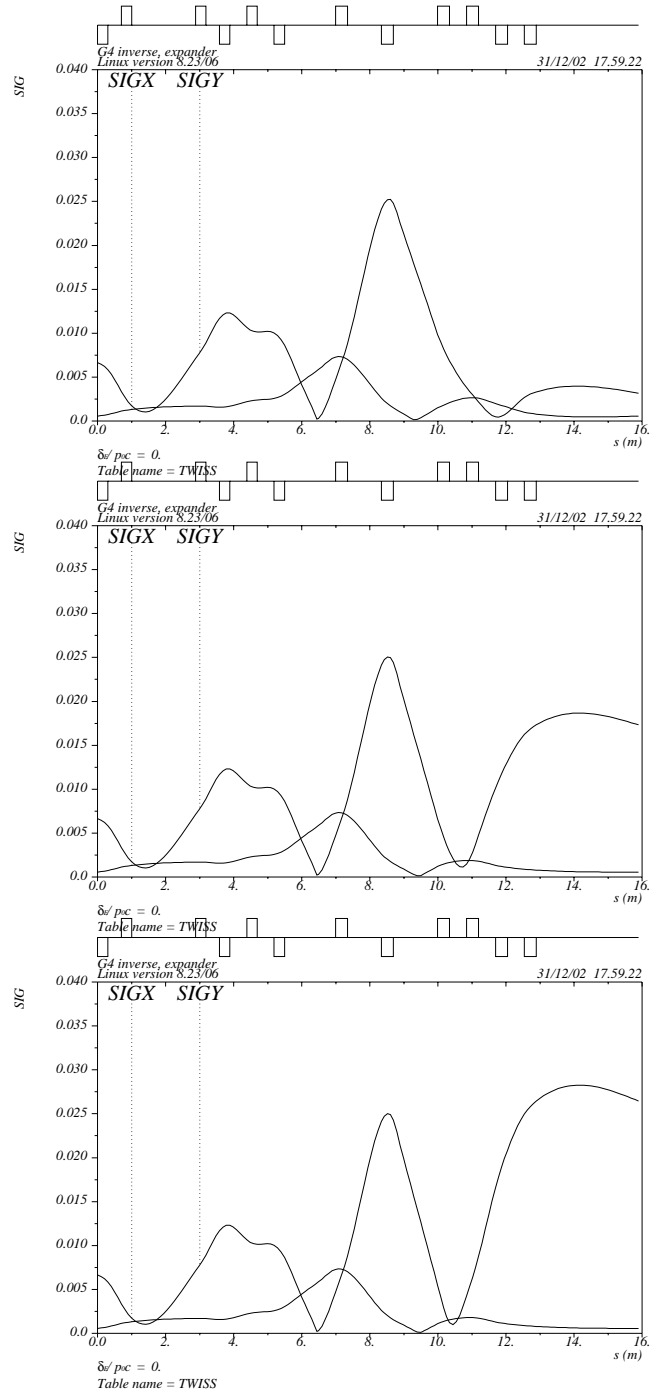 G4 inverse, expander
Linux version 8.23/06 31/12/02 17.59.22
SIGX SIGY
SIG
0.040
0.035
0.030
0.025
0.020
0.015
0.010
0.005
0.0
0.0 2. 4. 6. 8. 10. 12. 14. 16.
s (m)
δE/ p0c = 0.
Table name = TWISS
G4 inverse, expander
Linux version 8.23/06 31/12/02 17.59.22
SIGX SIGY
SIG
0.040
0.035
0.030
0.025
0.020
0.015
0.010
0.005
0.0
0.0 2. 4. 6. 8. 10. 12. 14. 16.
s (m)
δE/ p0c = 0.
Table name = TWISS
G4 inverse, expander
Linux version 8.23/06 31/12/02 17.59.22
SIGX SIGY
SIG
0.040
0.035
0.030
0.025
0.020
0.015
0.010
0.005
0.0
0.0 2. 4. 6. 8. 10. 12. 14. 16.
s (m)
δE/ p0c = 0.
Table name = TWISS